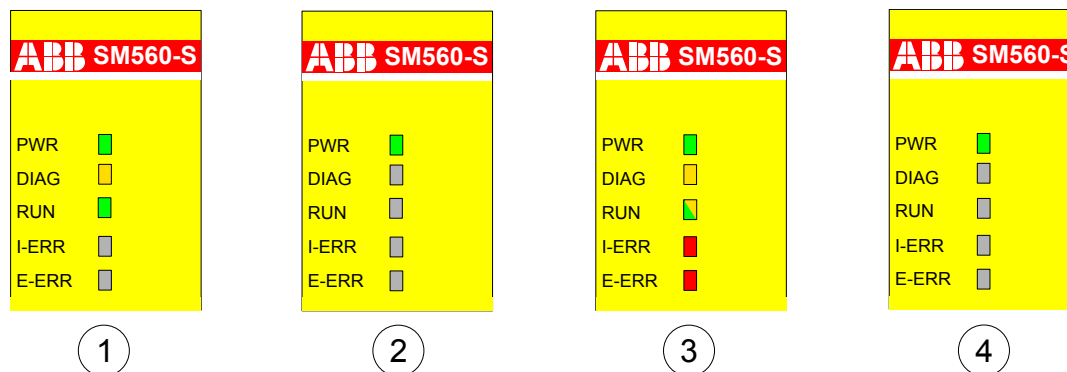 ABB SM560-S
PWR
DIAG
RUN
I-ERR
E-ERR
1
ABB SM560-S
PWR
DIAG
RUN
I-ERR
E-ERR
2
ABB SM560-S
PWR
DIAG
RUN
I-ERR
E-ERR
3
ABB SM560-S
PWR
DIAG
RUN
I-ERR
E-ERR
4